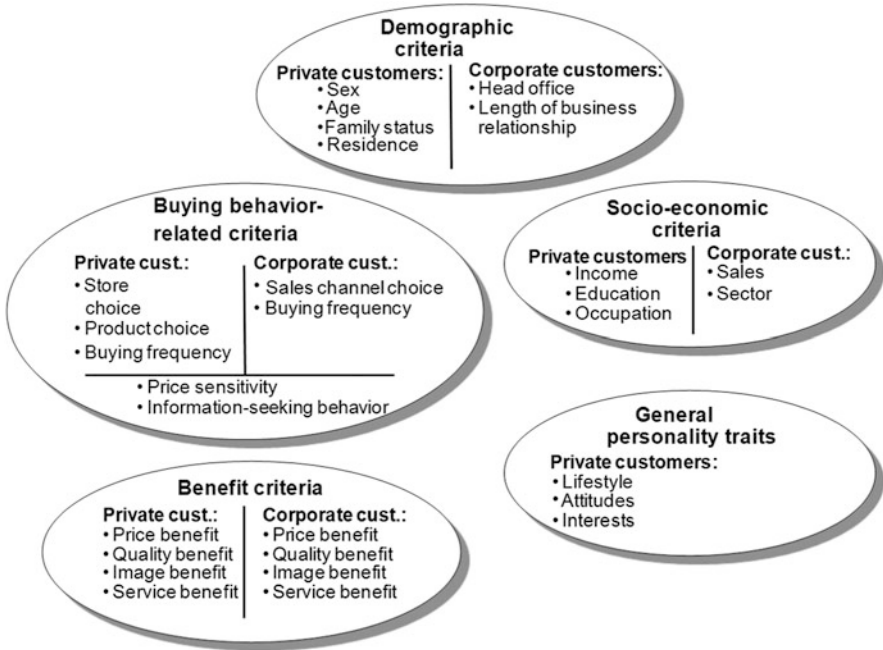 Demographic
criteria
Private customers:
• Sex
• Age
• Family status
• Residence
Corporate customers:
• Head office
• Length of business
relationship
Buying behavior-
related criteria
Private cust.:
• Store
choice
• Product choice
• Buying frequency
Corporate cust.:
• Sales channel choice
• Buying frequency
• Price sensitivity
• Information-seeking behavior
Socio-economic
criteria
Private customers
• Income
• Education
• Occupation
Corporate cust.:
• Sales
• Sector
General
personality traits
Private customers:
• Lifestyle
• Attitudes
• Interests
Benefit criteria
Private cust.:
• Price benefit
• Quality benefit
• Image benefit
• Service benefit
Corporate cust.:
• Price benefit
• Quality benefit
• Image benefit
• Service benefit